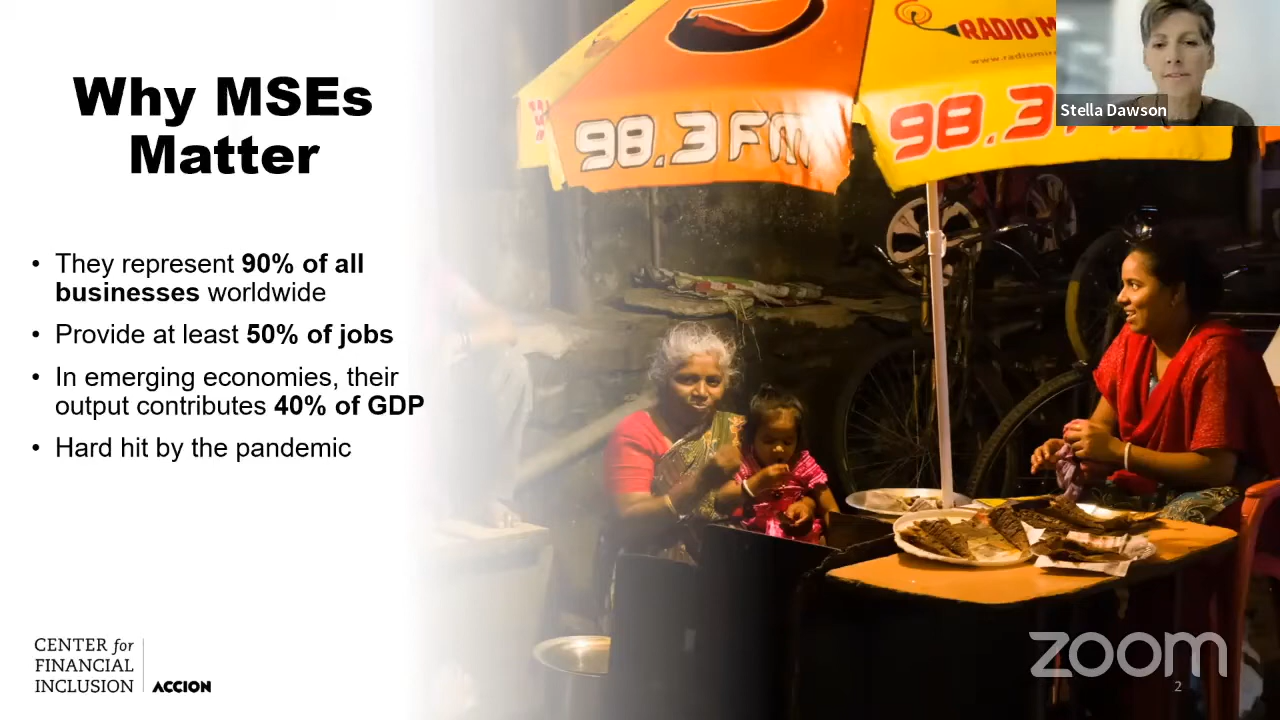 Why MSEs
Matter
• They represent 90% of all
businesses worldwide
• Provide at least 50% of jobs
• In emerging economies, their
output contributes 40% of GDP
• Hard hit by the pandemic
CENTER for
FINANCIAL
INCLUSION
ACCION
98.3 FM
RADIO
98.3
Stella Dawson
zoom
2